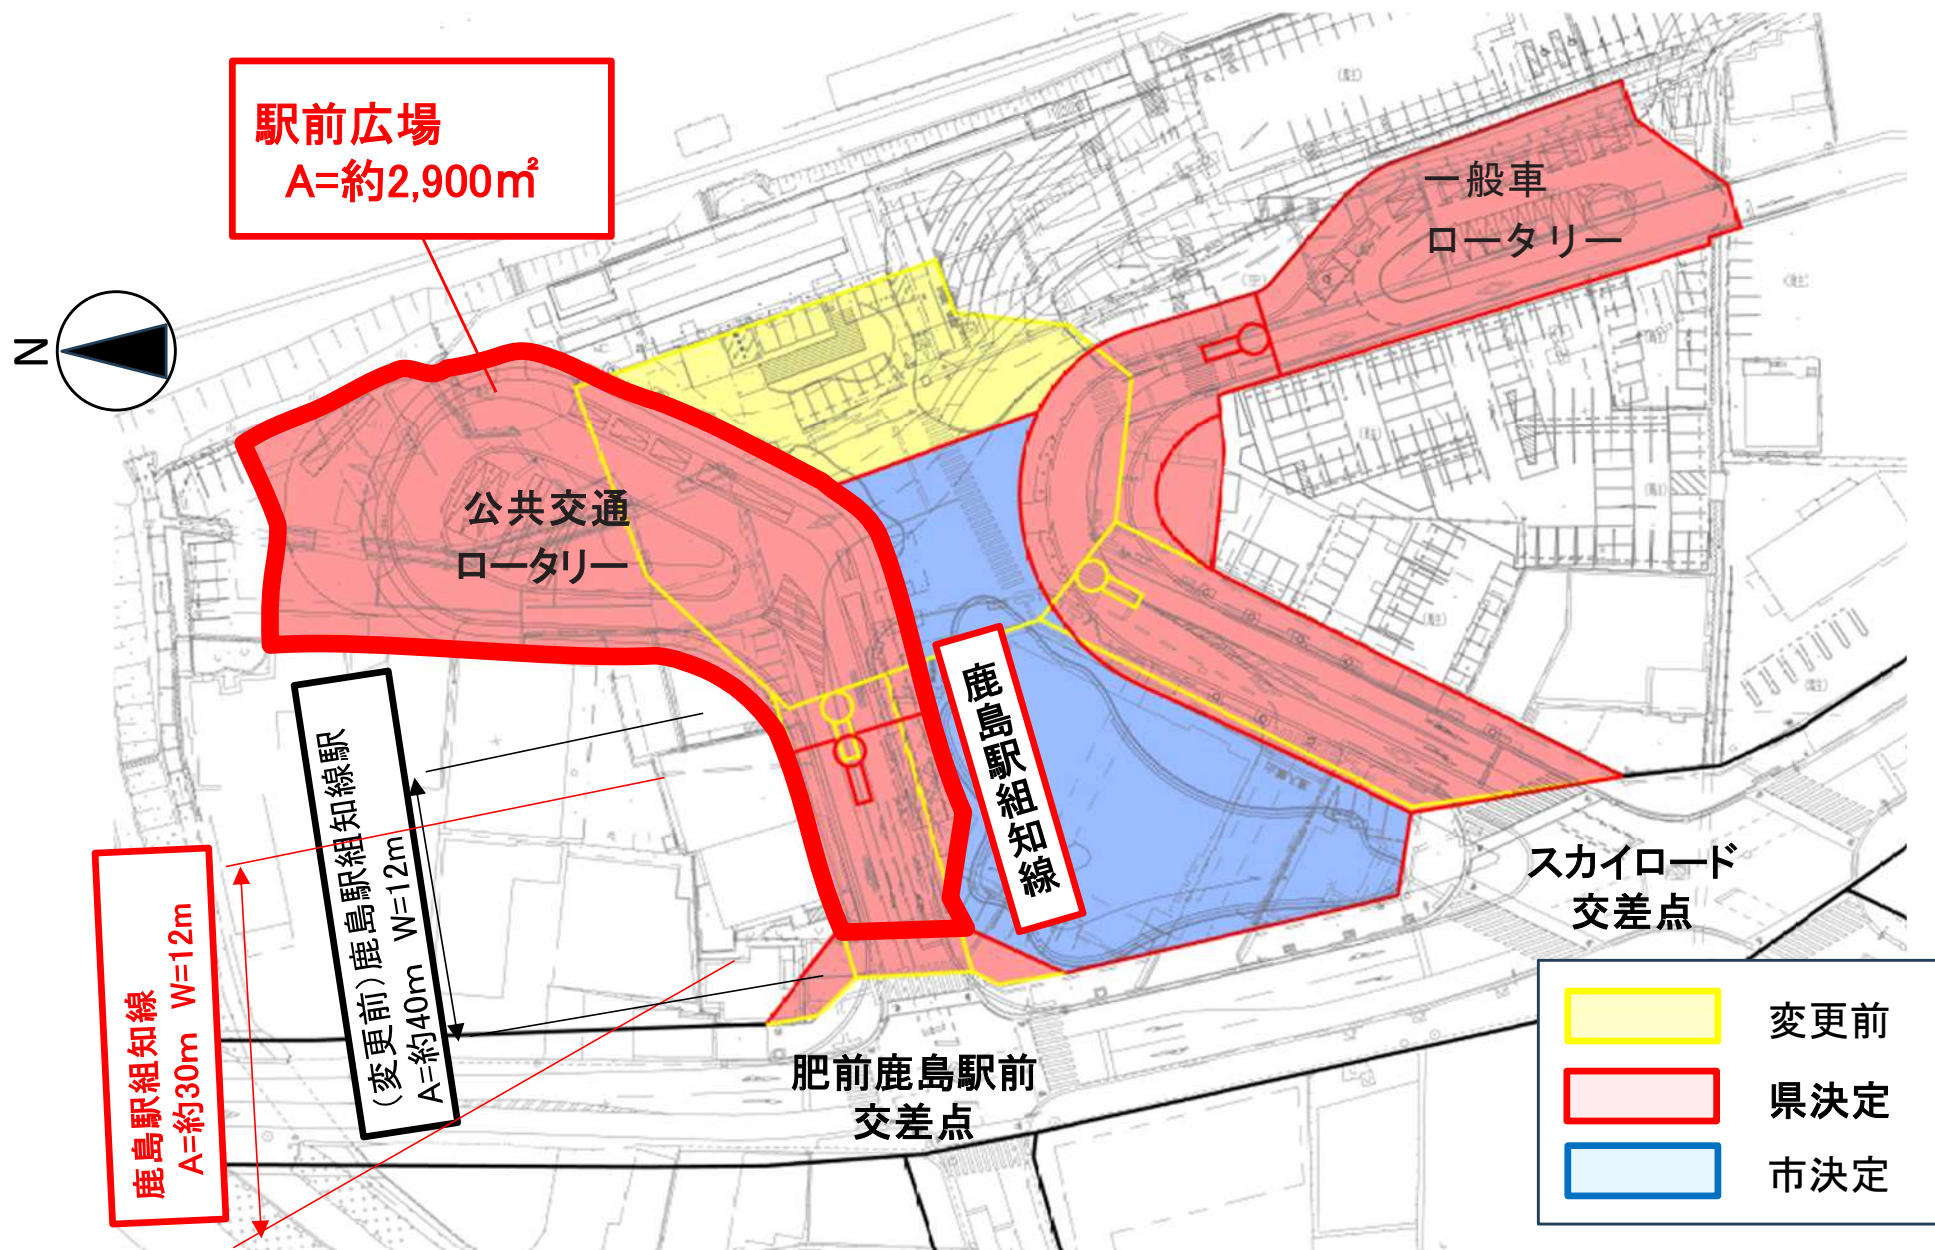 駅前広場
A=約2,900㎡
一般車
ロータリー
N
公共交通
ロータリー
鹿島駅組知線
(変更前)鹿島駅組知線駅
A=約40m W=12m
鹿島駅組知線
A=約30m W=12m
スカイロード
交差点
肥前鹿島駅前
交差点
変更前
県決定
市決定